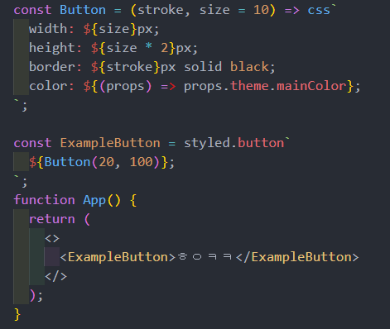 const Button = (stroke, size = 10) => css`
  width: ${size}px;
  height: ${size * 2}px;
  border: ${stroke}px solid black;
  color: ${(props) => props.theme.mainColor};
`;

const ExampleButton = styled.button`
  ${Button(20, 100)};
`;
function App() {
  return (
    <>
      <ExampleButton>ㅎㅇㅋㅋ</ExampleButton>
    </>
  );
}